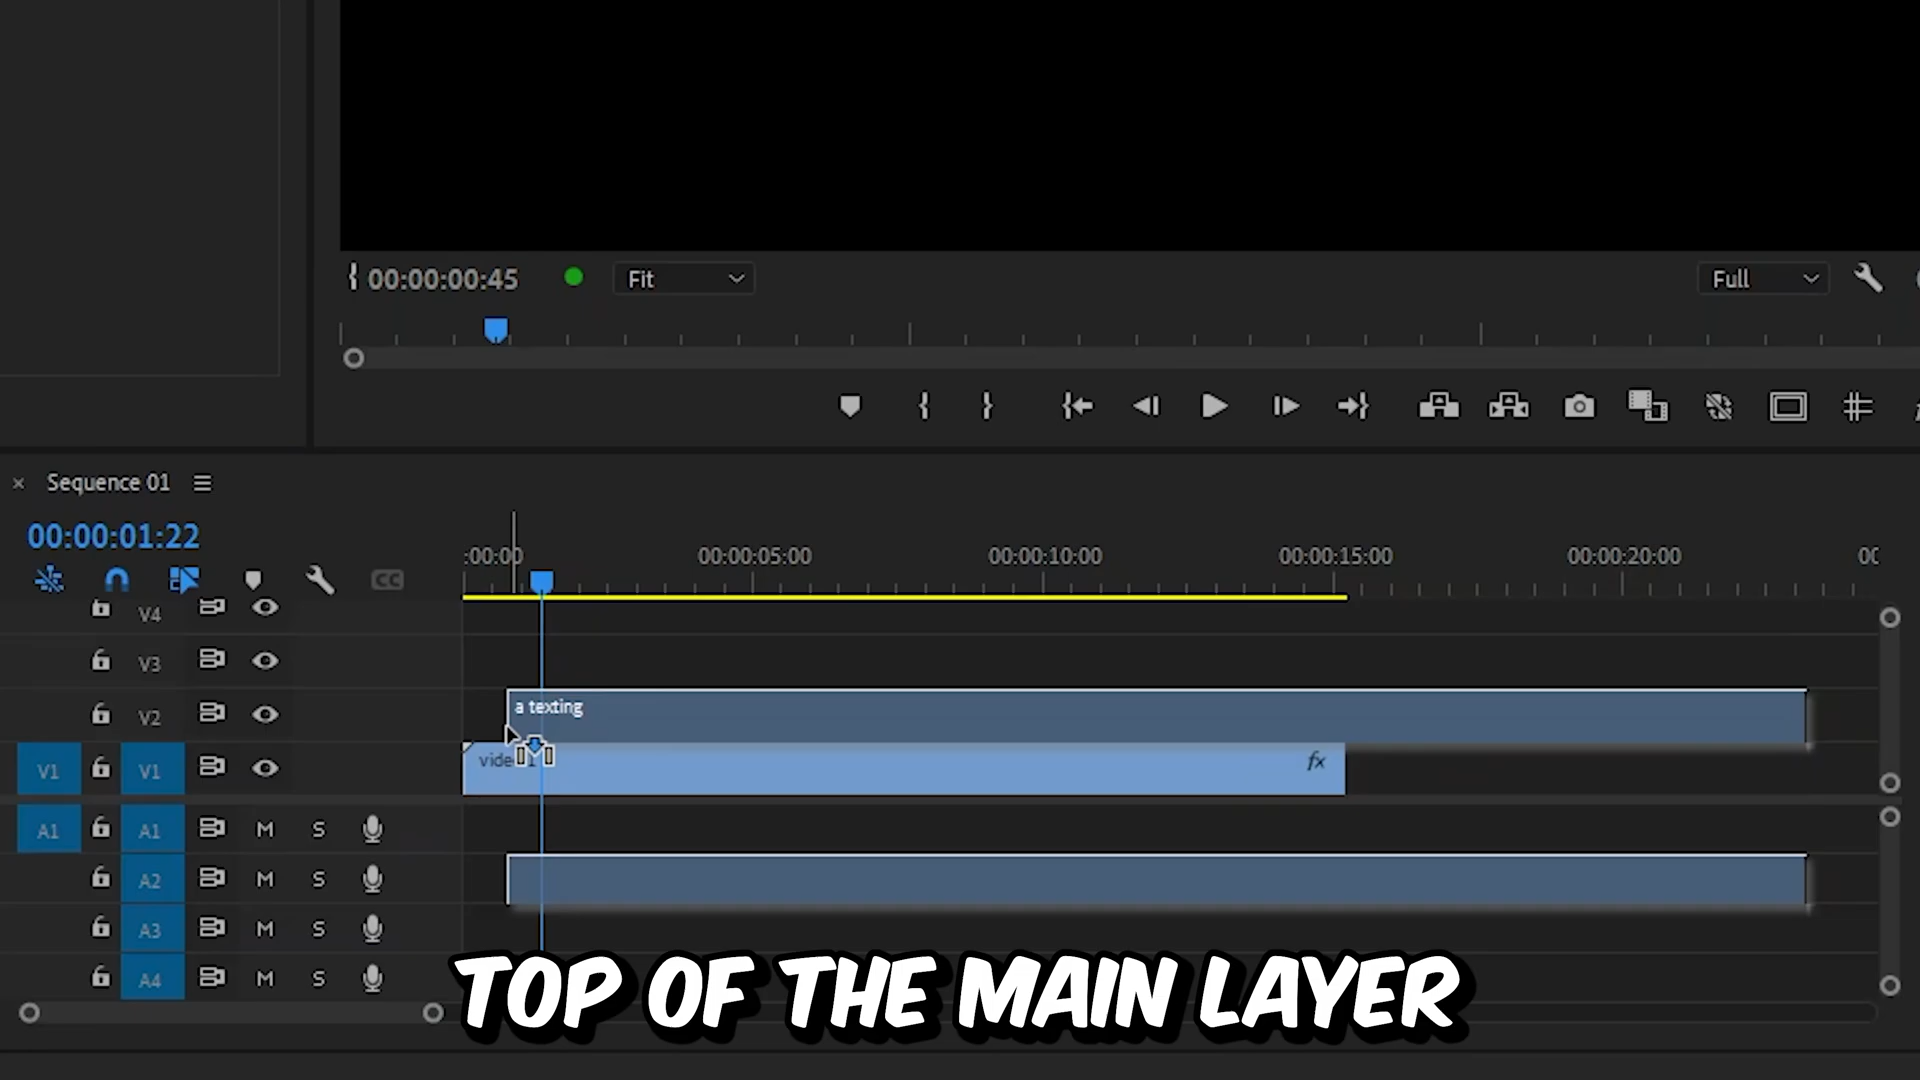 00:00:00:45
Fit
Full
Sequence 01
00:00:01:22
:00:00
00:00:05:00
00:00:10:00
00:00:15:00
00:00:20:00
00
CC
V4
V3
V2
a texting
V1
V1
fx
A1
A1
M
S
A2
M
S
A3
M
S
A4
M
S
TOP OF THE MAIN LAYER